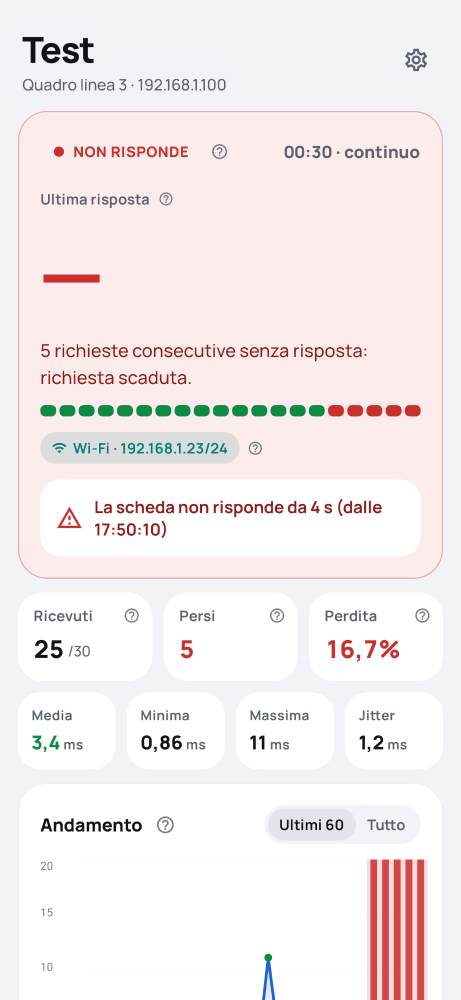 Test
Quadro linea 3 · 192.168.1.100
NON RISPONDE
00:30 · continuo
Ultima risposta
—
5 richieste consecutive senza risposta:
richiesta scaduta.
Wi-Fi · 192.168.1.23/24
La scheda non risponde da 4 s (dalle
17:50:10)
Ricevuti
25 /30
Persi
5
Perdita
16,7%
Media
3,4 ms
Minima
0,86 ms
Massima
11 ms
Jitter
1,2 ms
Andamento
Ultimi 60
Tutto
20
15
10